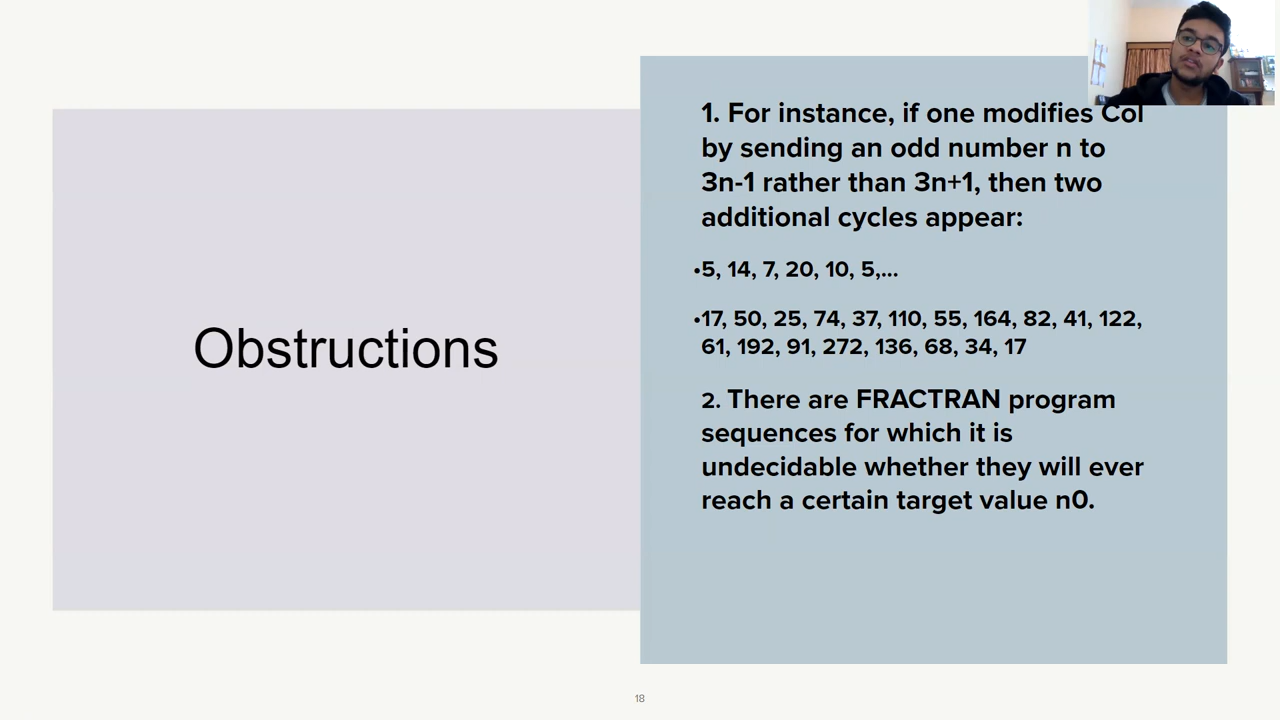 Obstructions
1. For instance, if one modifies Col
by sending an odd number n to
3n-1 rather than 3n+1, then two
additional cycles appear:
•5, 14, 7, 20, 10, 5,...
•17, 50, 25, 74, 37, 110, 55, 164, 82, 41, 122,
61, 192, 91, 272, 136, 68, 34, 17
2. There are FRACTRAN program
sequences for which it is
undecidable whether they will ever
reach a certain target value n0.
18